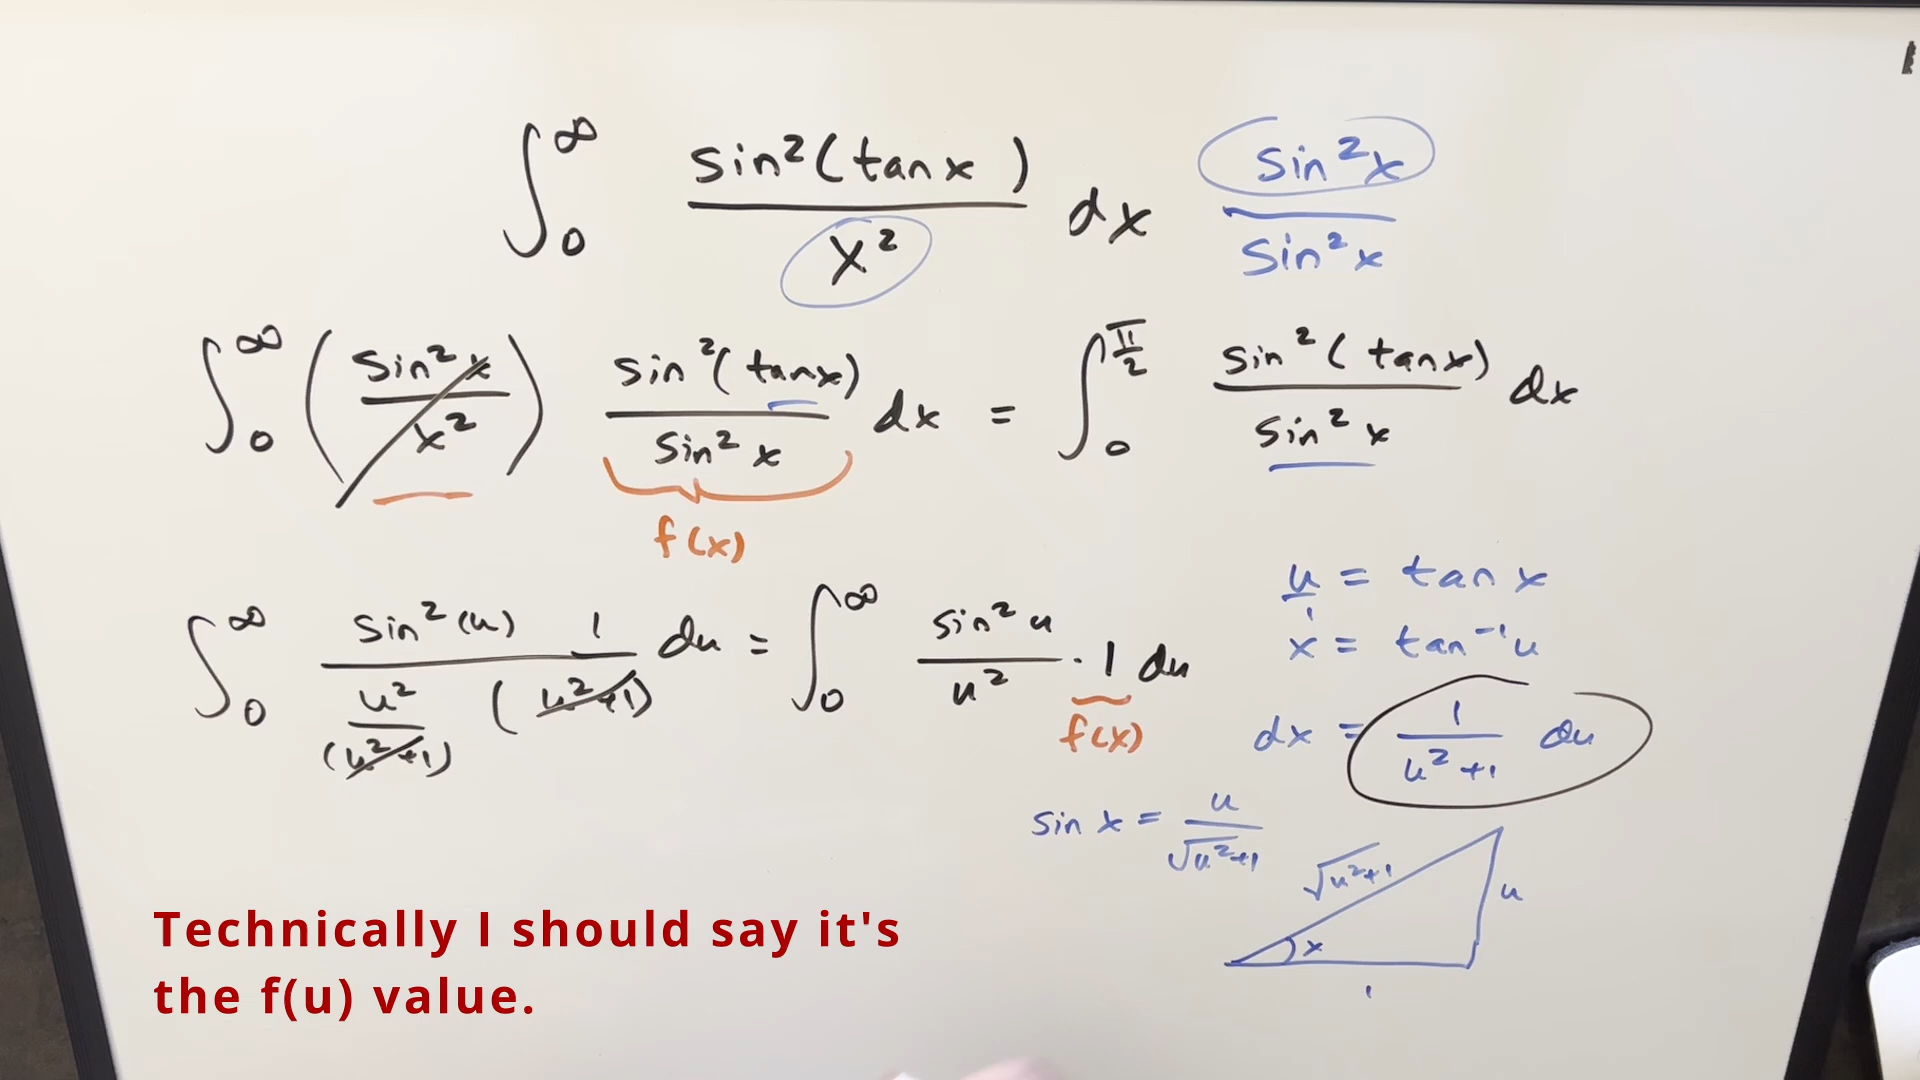 ∫₀^∞ sin²(tan x) / x² dx  sin²x / sin²x
∫₀^∞ (sin²x / x²) sin²(tan x) / sin²x dx = ∫₀^(π/2) sin²(tan x) / sin²x dx
f(x)
u = tan x
∫₀^∞ sin²(u) / (u² / (u²+1)) 1 / (u²+1) du = ∫₀^∞ sin²u / u² · 1 du
x = tan⁻¹u
f(x)
dx = 1 / (u²+1) du
sin x = u / √(u²+1)
√(u²+1)
u
x
1
Technically I should say it's
the f(u) value.